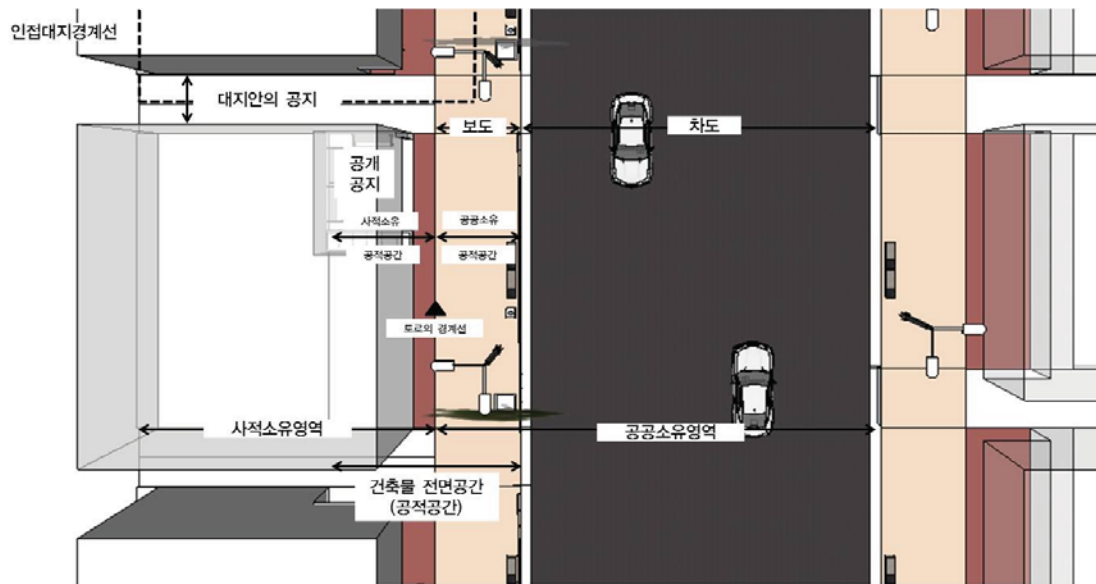 인접대지경계선
대지안의 공지
보도
차도
공개
공지
사적소유
공공소유
공적공간
공적공간
토로의 경계선
사적소유영역
공공소유영역
건축물 전면공간
(공적공간)